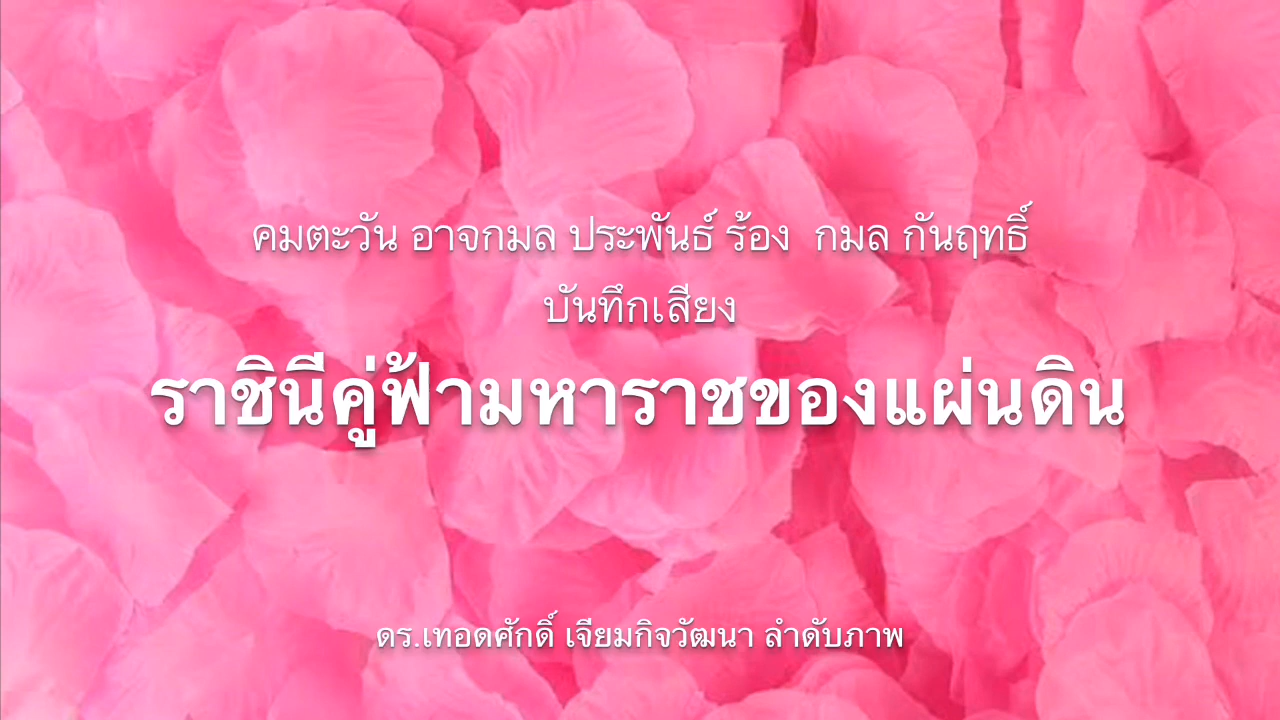 คมตะวัน อาจกมล ประพันธ์ ร้อง  กมล กันฤทธิ์
บันทึกเสียง
ราชินีคู่ฟ้ามหาราชของแผ่นดิน
ดร.เทอดศักดิ์ เจียมกิจวัฒนา ลำดับภาพ